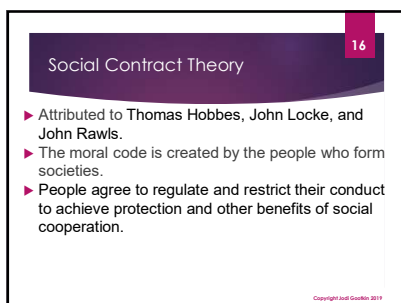 16
Social Contract Theory
Attributed to Thomas Hobbes, John Locke, and
John Rawls.
The moral code is created by the people who form
societies.
People agree to regulate and restrict their conduct
to achieve protection and other benefits of social
cooperation.
Copyright Jodi Gootkin 2019